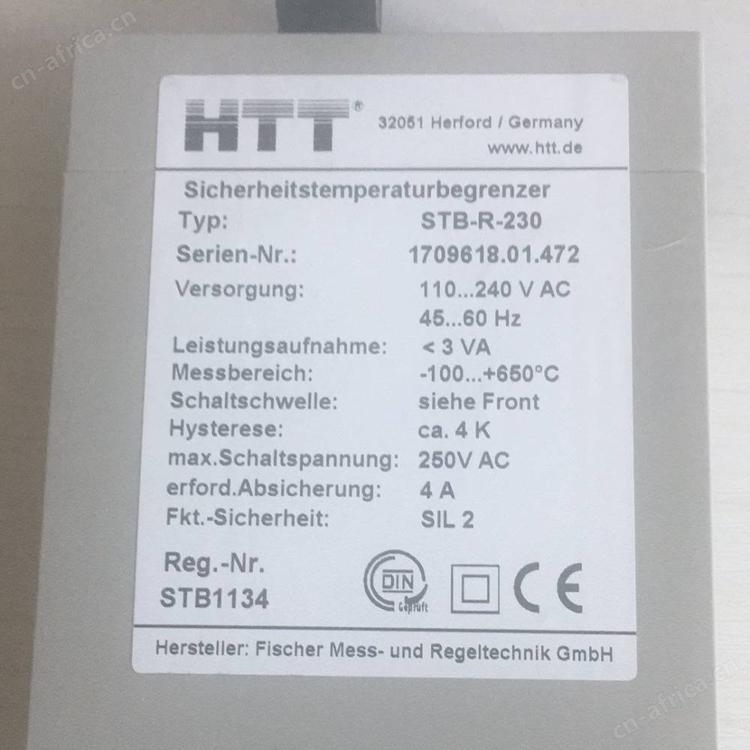 cn-africa.cn
HTT®
32051 Herford / Germany
www.htt.de
Sicherheitstemperaturbegrenzer
Typ: STB-R-230
Serien-Nr.: 1709618.01.472
Versorgung: 110...240 V AC
45...60 Hz
Leistungsaufnahme: < 3 VA
Messbereich: -100...+650°C
Schaltschwelle: siehe Front
Hysterese: ca. 4 K
max.Schaltspannung: 250V AC
erford.Absicherung: 4 A
Fkt.-Sicherheit: SIL 2
Reg.-Nr.
STB1134
DIN
Geprüft
CE
Hersteller: Fischer Mess- und Regeltechnik GmbH
cn-africa.cn